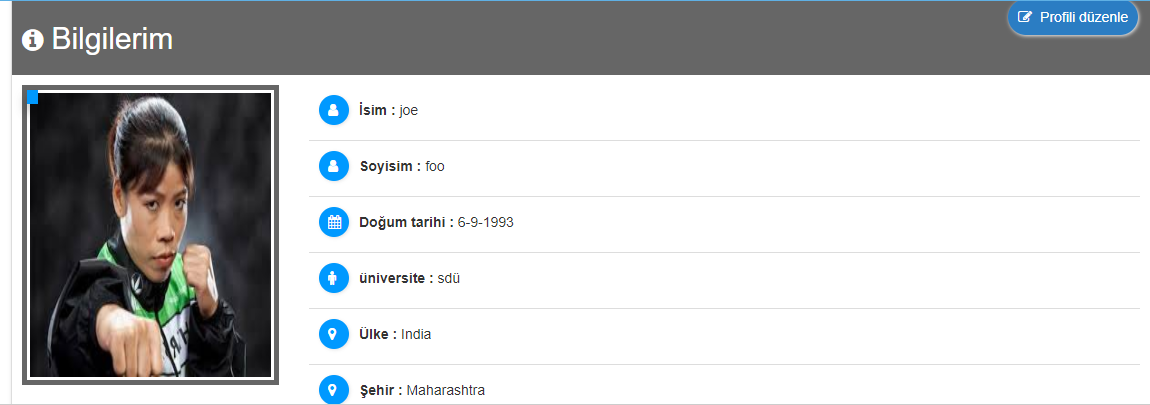 Profili düzenle
Bilgilerim
İsim : joe
Soyisim : foo
Doğum tarihi : 6-9-1993
üniversite : sdü
Ülke : India
Şehir : Maharashtra